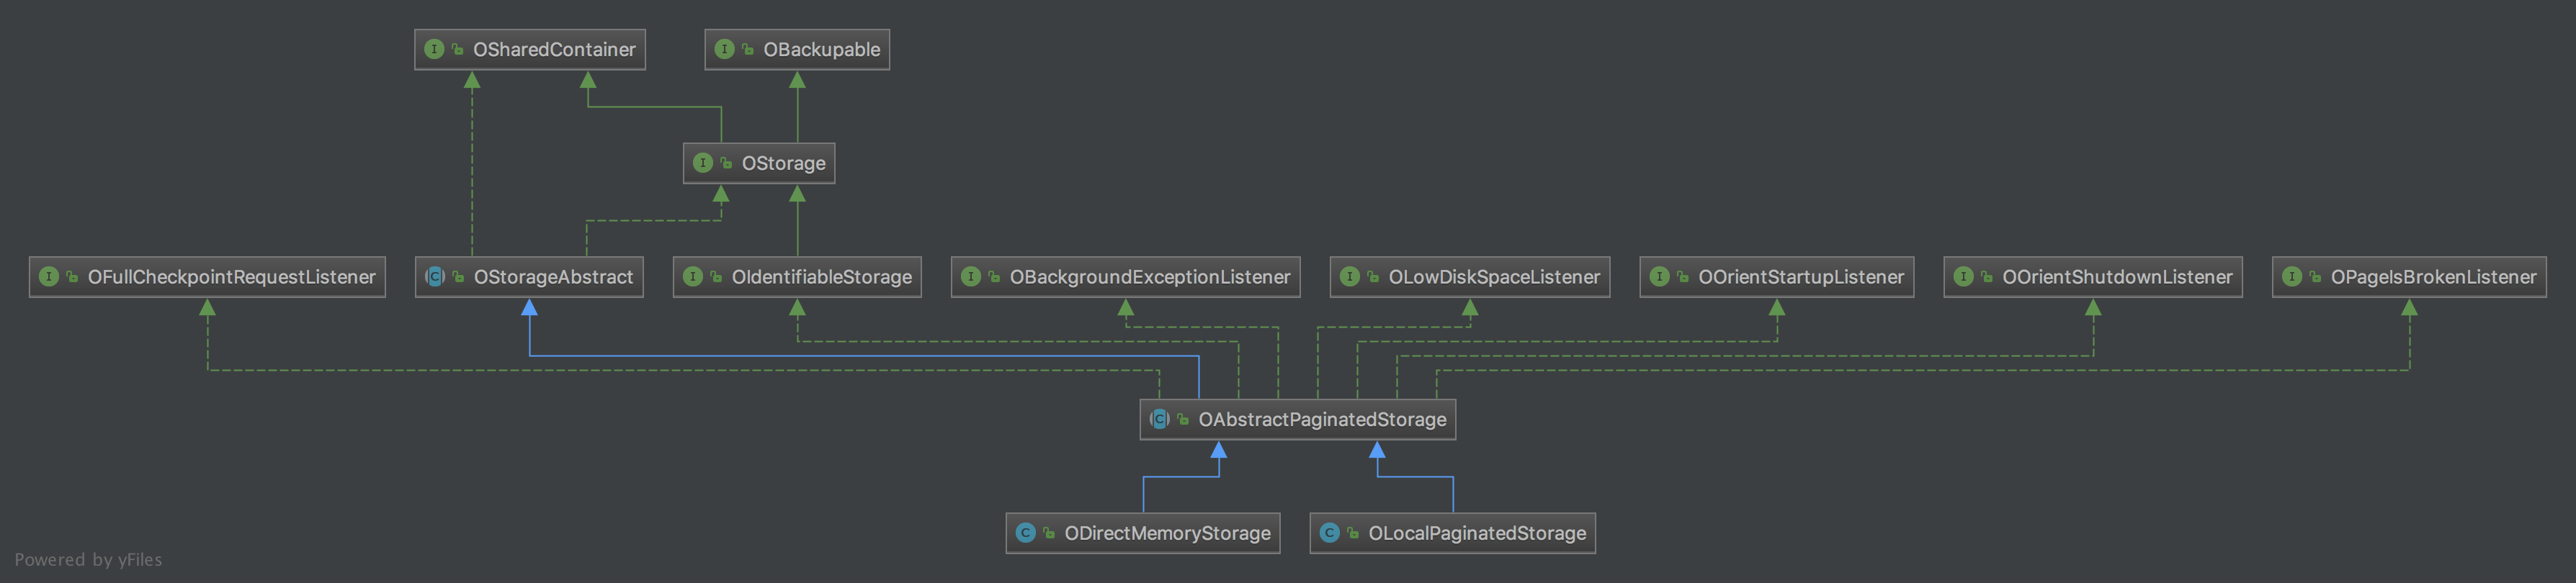 OSharedContainer
OBackupable
OStorage
OFullCheckpointRequestListener
OStorageAbstract
OIdentifiableStorage
OBackgroundExceptionListener
OLowDiskSpaceListener
OOrientStartupListener
OOrientShutdownListener
OPageIsBrokenListener
OAbstractPaginatedStorage
ODirectMemoryStorage
OLocalPaginatedStorage
Powered by yFiles